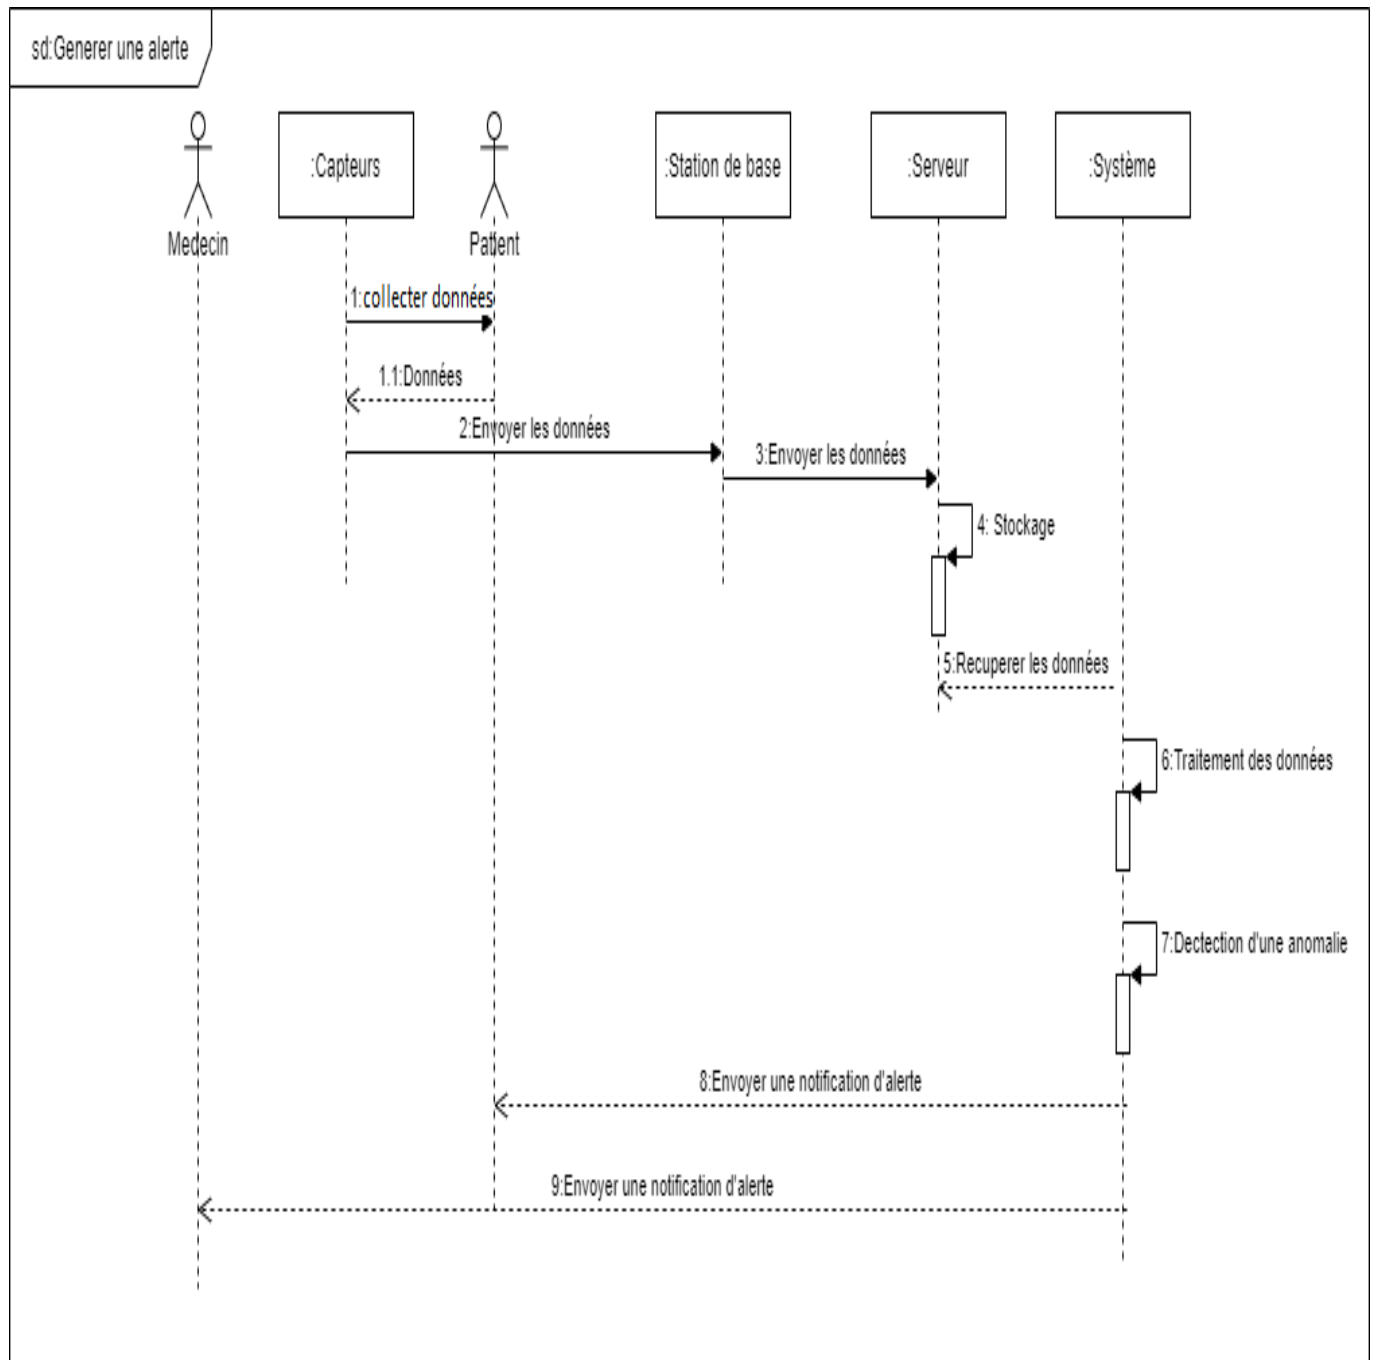 sd:Generer une alerte
:Capteurs
:Station de base
:Serveur
:Système
Medecin
Patient
1:collecter données
1.1:Données
2:Envoyer les données
3:Envoyer les données
4: Stockage
5:Recuperer les données
6:Traitement des données
7:Dectection d'une anomalie
8:Envoyer une notification d'alerte
9:Envoyer une notification d'alerte